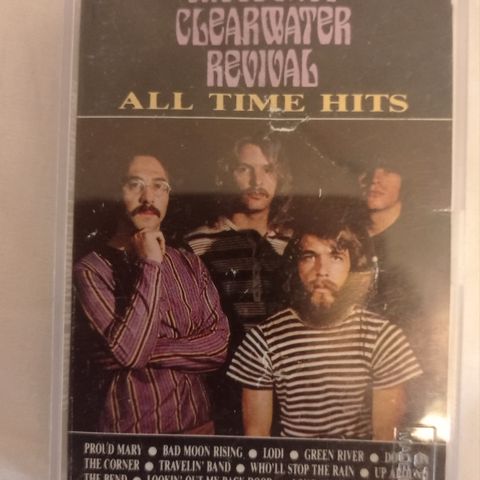 CLEARWATER
REVIVAL
ALL TIME HITS
PROUD MARY ● BAD MOON RISING ● LODI ● GREEN RIVER ●
THE CORNER ● TRAVELIN' BAND ● WHO'LL STOP THE RAIN ● UP
THE BEND ● LOOKIN' OUT MY BACK DOOR